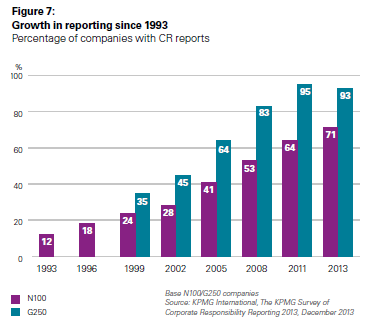 Figure 7:
Growth in reporting since 1993
Percentage of companies with CR reports
%
100
80
60
40
20
0
12
18
24
35
28
45
41
64
53
83
64
95
71
93
1993 1996 1999 2002 2005 2008 2011 2013
N100
G250
Base N100/G250 companies
Source: KPMG International, The KPMG Survey of
Corporate Responsibility Reporting 2013, December 2013